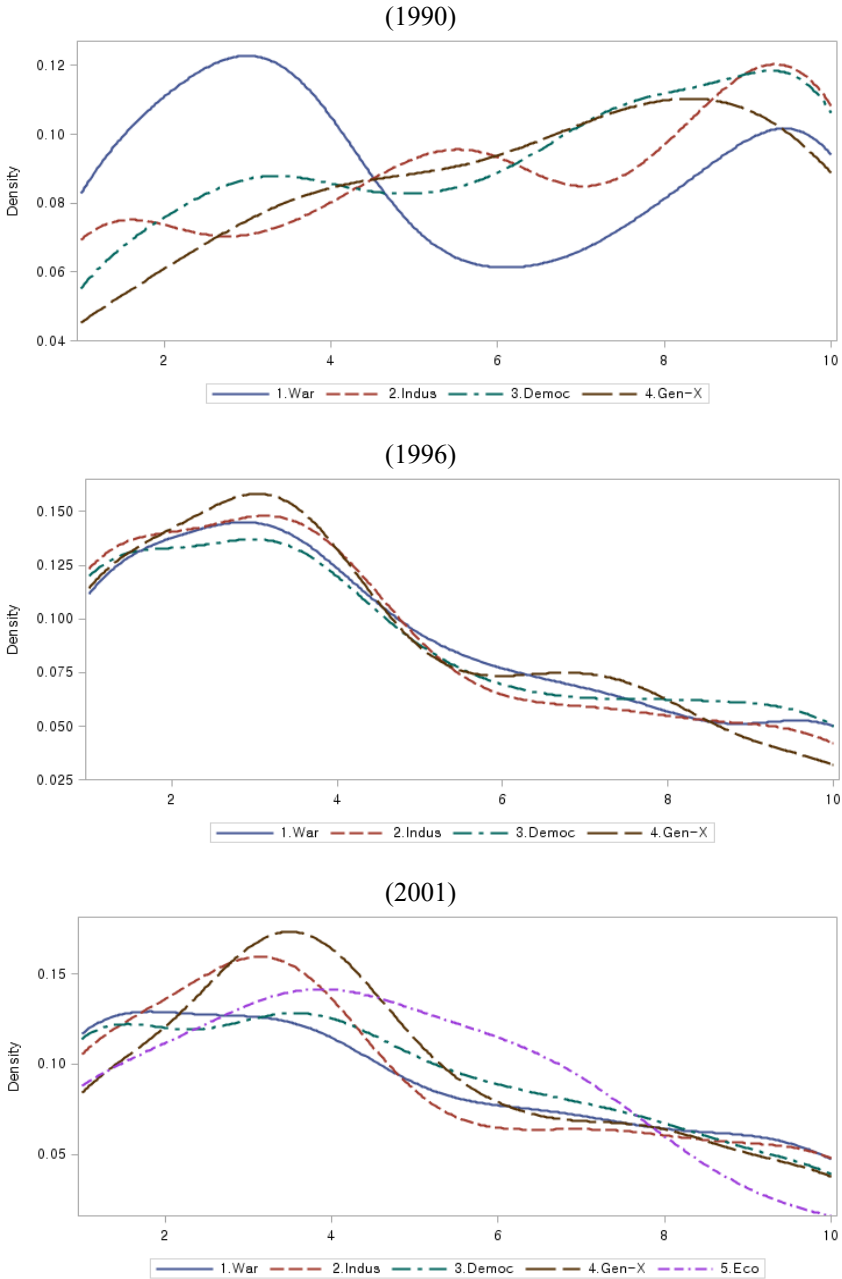 (1990)
0.12
0.10
0.08
0.06
0.04
Density
2 4 6 8 10
1.War 2.Indus 3.Democ 4.Gen-X
(1996)
0.150
0.125
0.100
0.075
0.050
0.025
Density
2 4 6 8 10
1.War 2.Indus 3.Democ 4.Gen-X
(2001)
0.15
0.10
0.05
Density
2 4 6 8 10
1.War 2.Indus 3.Democ 4.Gen-X 5.Eco